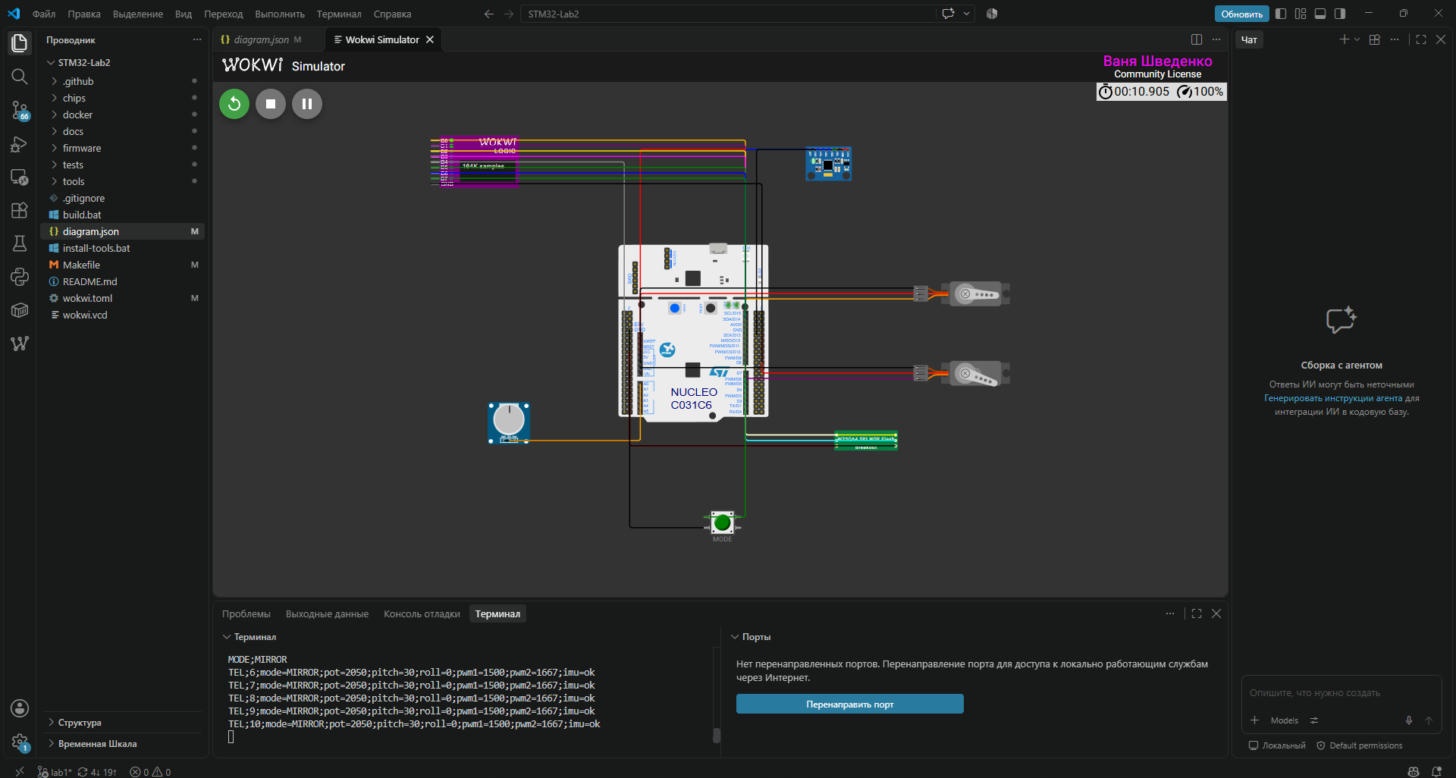 Файл Правка Выделение Вид Переход Выполнить Терминал Справка
STM32-Lab2
Обновить
Проводник
STM32-Lab2
.github
chips
docker
docs
firmware
tests
tools
.gitignore
build.bat
diagram.json M
install-tools.bat
Makefile M
README.md
wokwi.toml M
wokwi.vcd
Структура
Временная Шкала
66
1
diagram.json M
Wokwi Simulator
WOKWI Simulator
Ваня Шведенко
Community License
00:10.905 100%
WOKWI
LOGIC
NUCLEO
C031C6
MODE
Проблемы Выходные данные Консоль отладки Терминал
Терминал
MODE;MIRROR
TEL;6;mode=MIRROR;pot=2050;pitch=30;roll=0;pwm1=1500;pwm2=1667;imu=ok
TEL;7;mode=MIRROR;pot=2050;pitch=30;roll=0;pwm1=1500;pwm2=1667;imu=ok
TEL;8;mode=MIRROR;pot=2050;pitch=30;roll=0;pwm1=1500;pwm2=1667;imu=ok
TEL;9;mode=MIRROR;pot=2050;pitch=30;roll=0;pwm1=1500;pwm2=1667;imu=ok
TEL;10;mode=MIRROR;pot=2050;pitch=30;roll=0;pwm1=1500;pwm2=1667;imu=ok
Порты
Нет перенаправленных портов. Перенаправление порта для доступа к локально работающим службам
через Интернет.
Перенаправить порт
Чат
Сборка с агентом
Ответы ИИ могут быть неточными
Генерировать инструкции агента для
интеграции ИИ в кодовую базу.
Опишите, что нужно создать
Models
Локальный Default permissions
lab1* 4↓ 19↑ 0 0